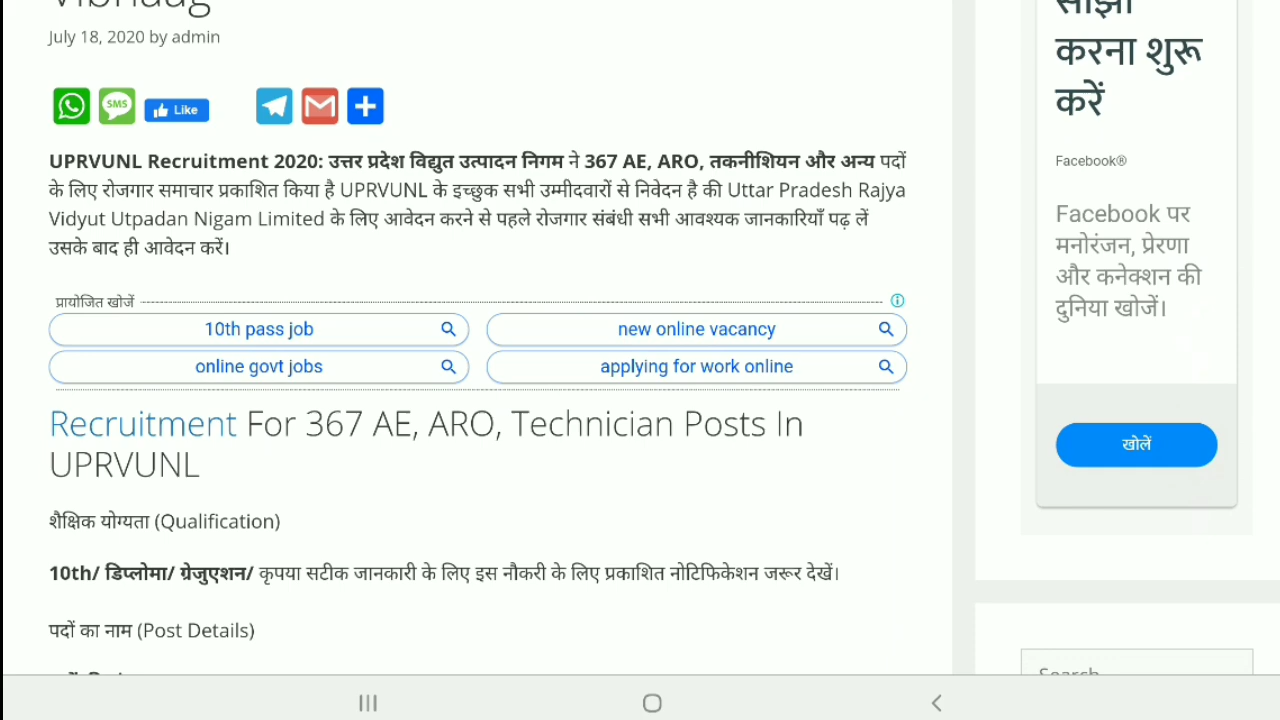 Vibhaag
July 18, 2020 by admin
SMS
Like
UPRVUNL Recruitment 2020: उत्तर प्रदेश विद्युत उत्पादन निगम ने 367 AE, ARO, तकनीशियन और अन्य पदों
के लिए रोजगार समाचार प्रकाशित किया है UPRVUNL के इच्छुक सभी उम्मीदवारों से निवेदन है की Uttar Pradesh Rajya
Vidyut Utpadan Nigam Limited के लिए आवेदन करने से पहले रोजगार संबंधी सभी आवश्यक जानकारियाँ पढ़ लें
उसके बाद ही आवेदन करें।
प्रायोजित खोजें
10th pass job
new online vacancy
online govt jobs
applying for work online
Recruitment For 367 AE, ARO, Technician Posts In
UPRVUNL
शैक्षिक योग्यता (Qualification)
10th/ डिप्लोमा/ ग्रेजुएशन/ कृपया सटीक जानकारी के लिए इस नौकरी के लिए प्रकाशित नोटिफिकेशन जरूर देखें।
पदों का नाम (Post Details)
साझा
करना शुरू
करें
Facebook®
Facebook पर
मनोरंजन, प्रेरणा
और कनेक्शन की
दुनिया खोजें।
खोलें
Search